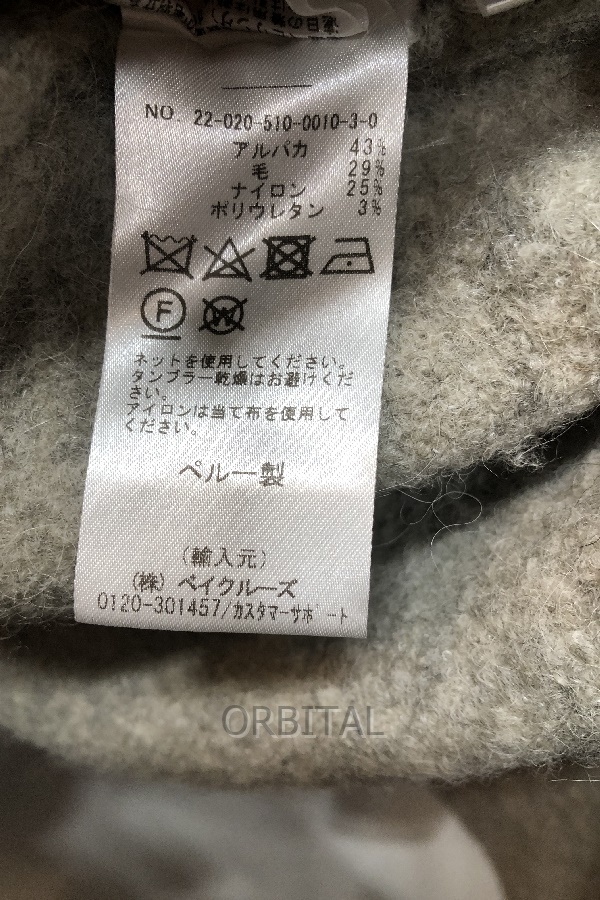 NO. 22-020-510-0010-3-0
アルパカ 43%
毛 29%
ナイロン 25%
ポリウレタン 3%
F W
ネットを使用してください。
タンブラー乾燥はお避けくだ
さい。
アイロンは当て布を使用して
ください。
ペルー製
(輸入元)
(株) ベイクルーズ
0120-301457/カスタマーサポート
ORBITAL